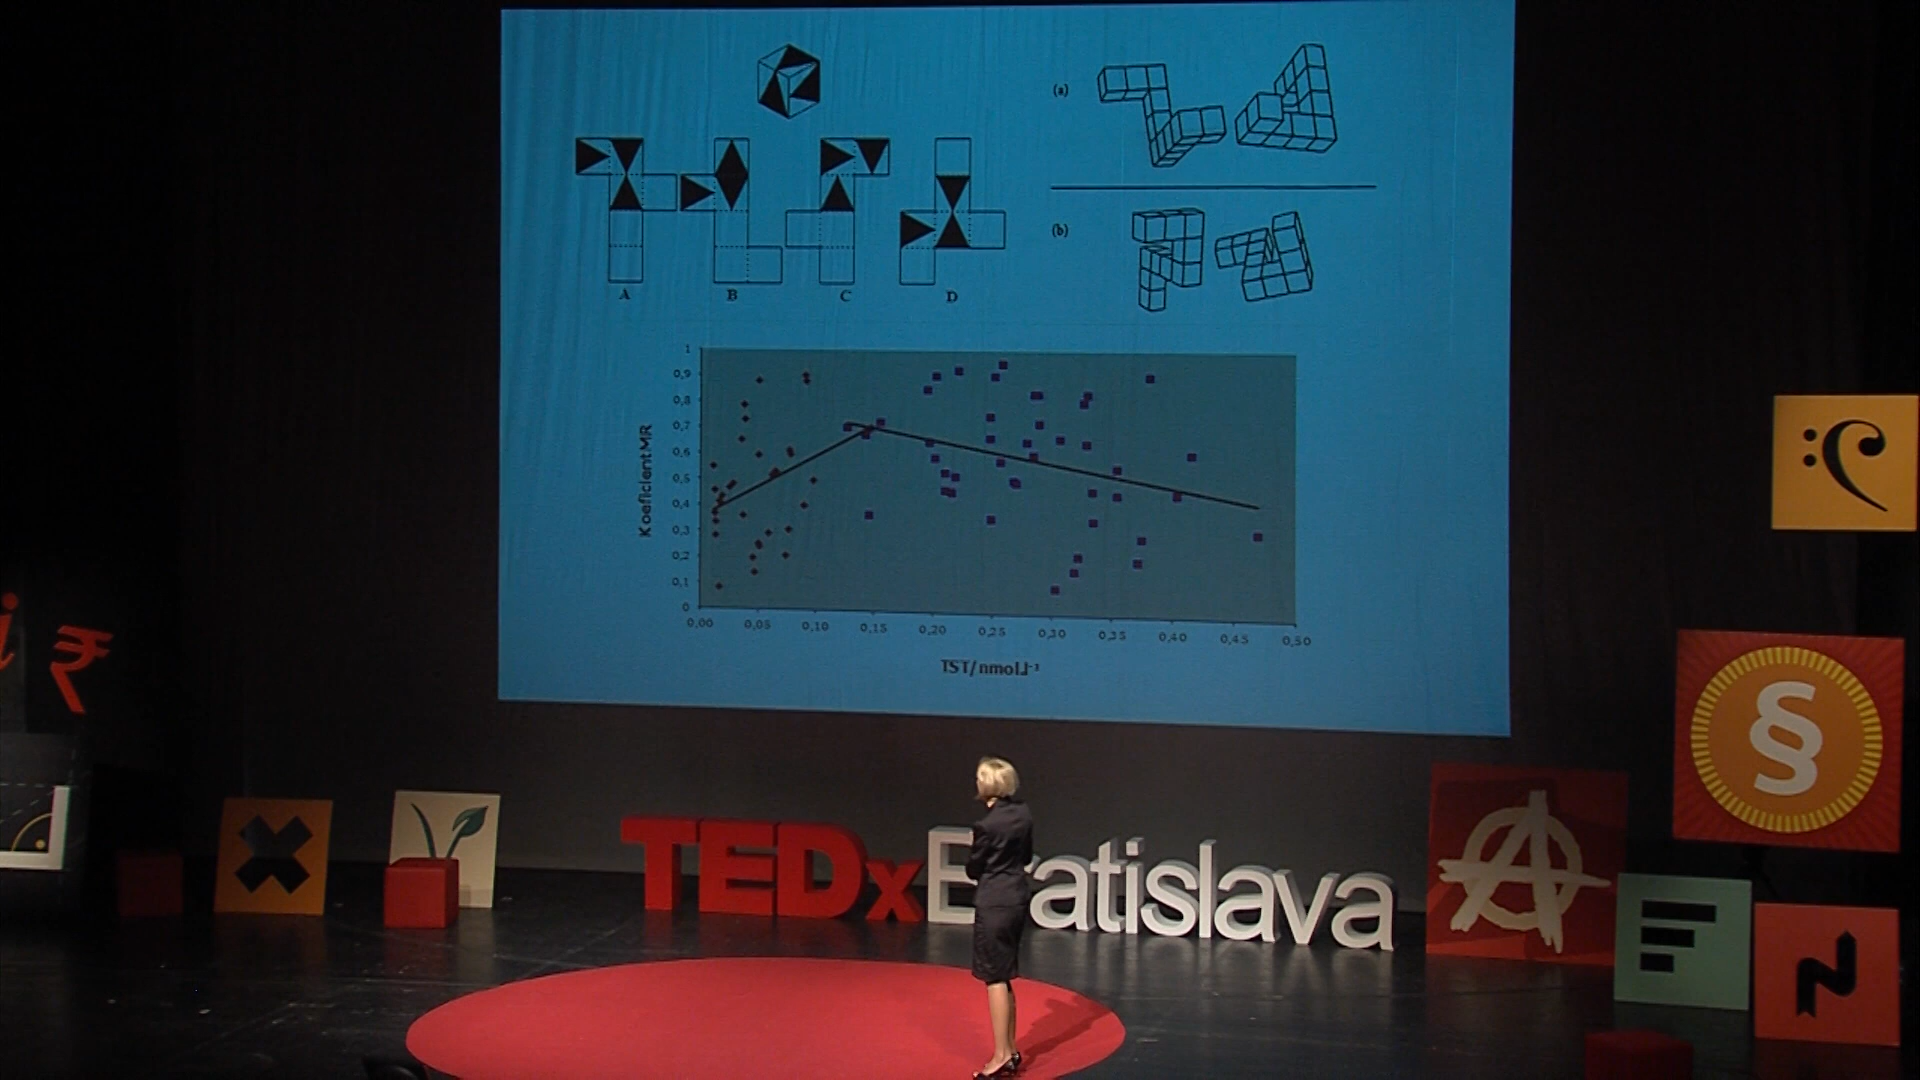 (a)
(b)
A B C D
Koeficient MR
1
0,9
0,8
0,7
0,6
0,5
0,4
0,3
0,2
0,1
0
0,00 0,05 0,10 0,15 0,20 0,25 0,30 0,35 0,40 0,45 0,50
TST/nmol.l⁻¹
i ₹
§
TEDxBratislava